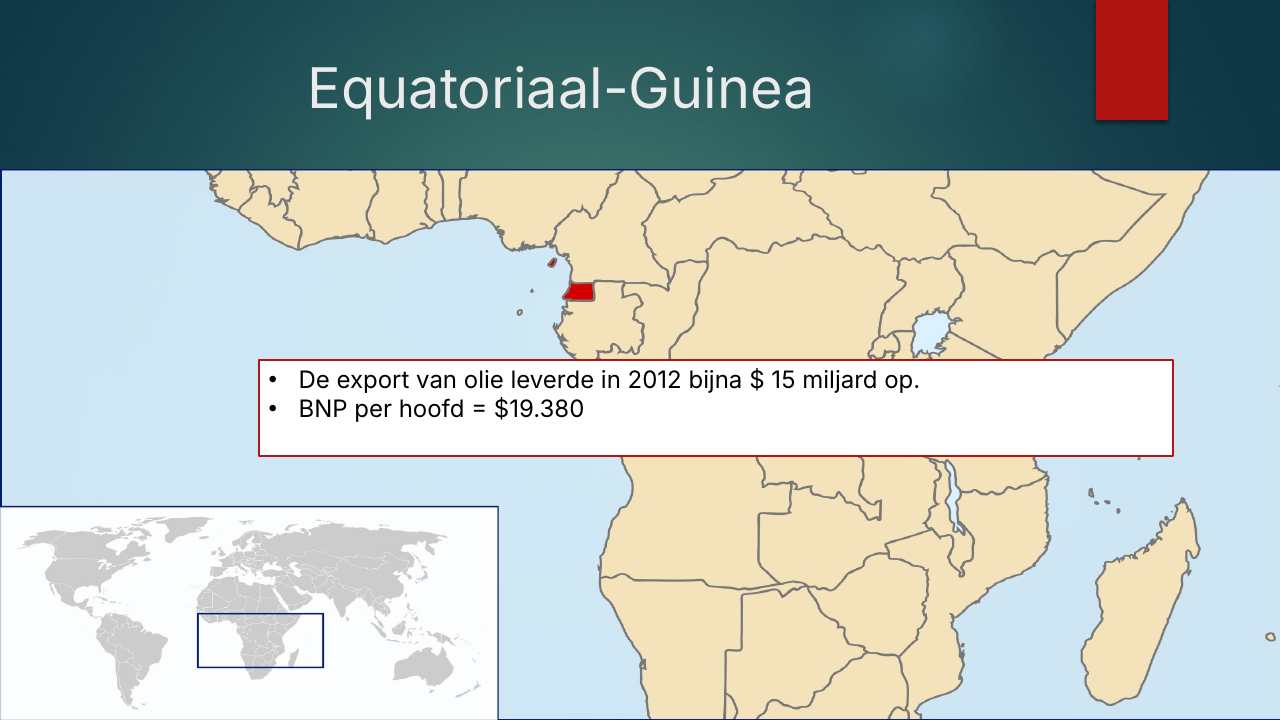 Equatoriaal-Guinea
• De export van olie leverde in 2012 bijna $ 15 miljard op.
• BNP per hoofd = $19.380